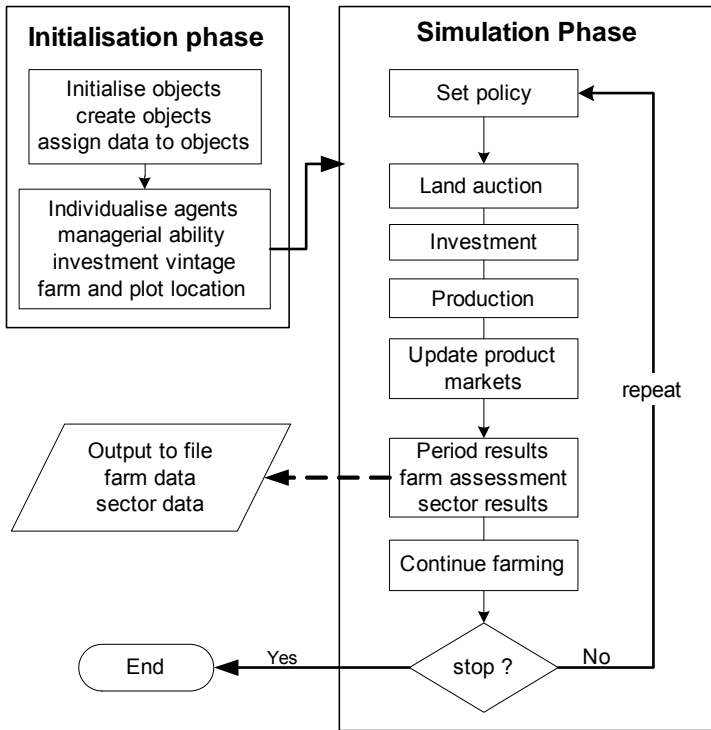 Initialisation phase
Initialise objects
create objects
assign data to objects
Individualise agents
managerial ability
investment vintage
farm and plot location
Simulation Phase
Set policy
Land auction
Investment
Production
Update product
markets
repeat
Period results
farm assessment
sector results
Output to file
farm data
sector data
Continue farming
stop ?
No
Yes
End